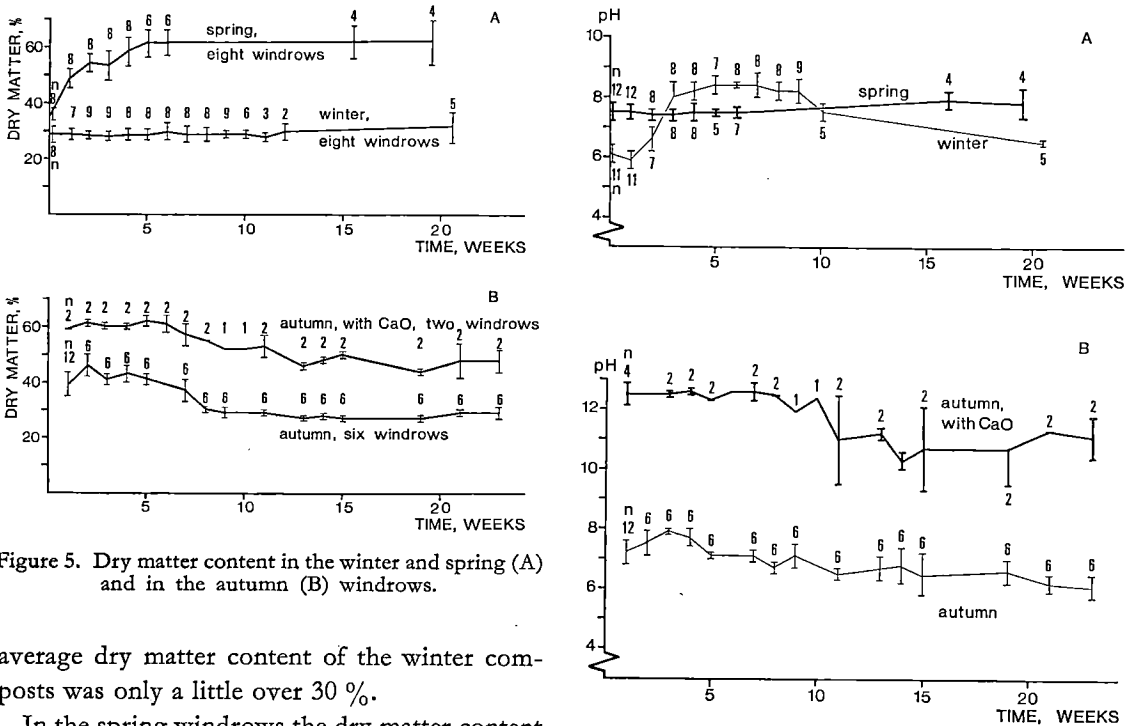 A
DRY MATTER, %
60
40
20
n
8
8
8
8
8
6
6
4
4
spring,
eight windrows
8
n
7 9 9 8 8 8 8 8 9 6 3 2
5
winter,
eight windrows
5 10 15 20
TIME, WEEKS
B
DRY MATTER, %
60
40
20
n
2 2 2 2 2 2 2 2 1 1 2 2 2 2 2 2 2
autumn, with CaO, two windrows
n
12 6 6 6 6 6 6 6 6 6 6 6 6 6 6
autumn, six windrows
5 10 15 20
TIME, WEEKS
Figure 5. Dry matter content in the winter and spring (A)
and in the autumn (B) windrows.
average dry matter content of the winter com-
posts was only a little over 30 %.
In the spring windrows the dry matter content
pH
A
10
8
6
4
n
12 12 8 8 8 7 8 8 8 9
4 4
spring
8 8 5 7
5
7
winter
11 11
n
5
5 10 15 20
TIME, WEEKS
B
pH
12
10
8
6
4
n
4 2 2 2 2 2 1 1 2 2 2 2 2
autumn,
with CaO
2
n
12 6 6 6 6 6 6 6 6 6 6 6 6 6 6
autumn
5 10 15 20
TIME, WEEKS